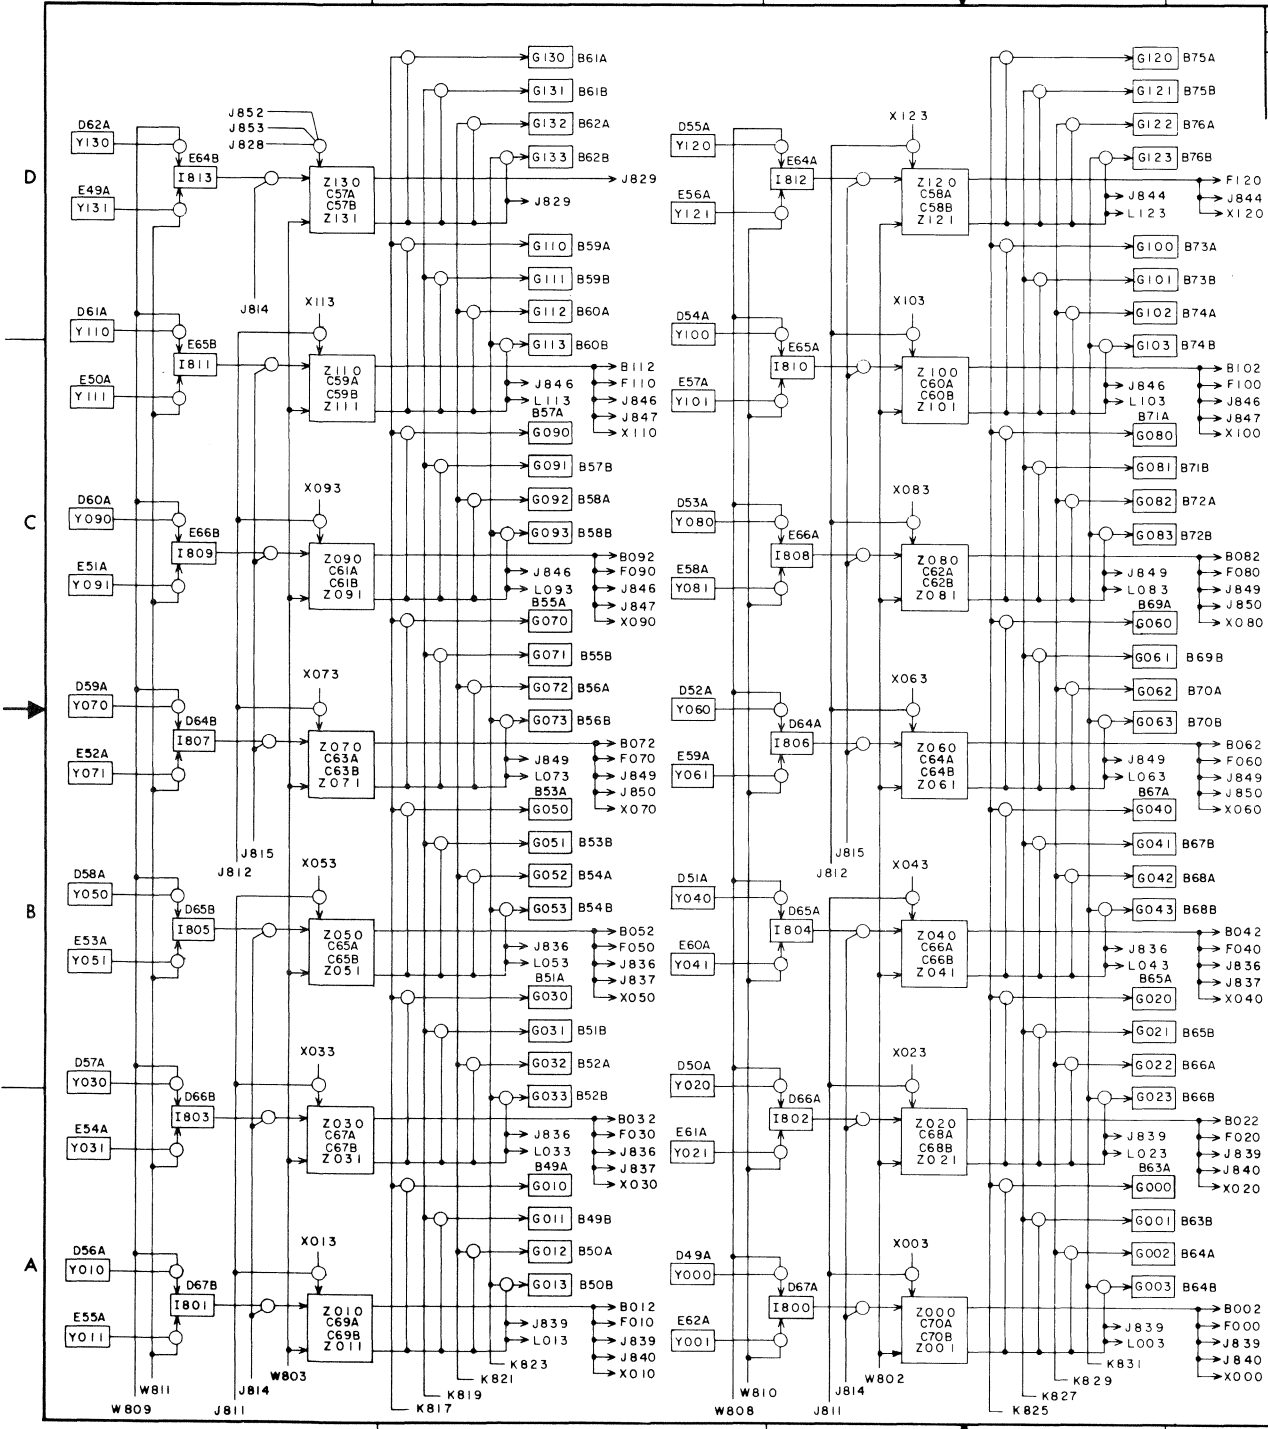 G130 B61A
G131 B61B
G132 B62A
G133 B62B
J852
J853
J828
D62A
Y130
E64B
I813
E49A
Y131
Z130
C57A
C57B
Z131
J829
J829
J814
G120 B75A
G121 B75B
G122 B76A
G123 B76B
X123
D55A
Y120
E64A
I812
E56A
Y121
Z120
C58A
C58B
Z121
F120
J844
X120
J844
L123
D
G110 B59A
G111 B59B
G112 B60A
G113 B60B
X113
D61A
Y110
E65B
I811
E50A
Y111
Z110
C59A
C59B
Z111
B112
F110
J846
J847
X110
J846
L113
G100 B73A
G101 B73B
G102 B74A
G103 B74B
X103
D54A
Y100
E65A
I810
E57A
Y101
Z100
C60A
C60B
Z101
B102
F100
J846
J847
X100
J846
L103
C
B57A
G090
G091 B57B
G092 B58A
G093 B58B
X093
D60A
Y090
E66B
I809
E51A
Y091
Z090
C61A
C61B
Z091
B092
F090
J846
J847
X090
J846
L093
B71A
G080
G081 B71B
G082 B72A
G083 B72B
X083
D53A
Y080
E66A
I808
E58A
Y081
Z080
C62A
C62B
Z081
B082
F080
J849
J850
X080
J849
L083
B55A
G070
G071 B55B
G072 B56A
G073 B56B
X073
D59A
Y070
D64B
I807
E52A
Y071
Z070
C63A
C63B
Z071
B072
F070
J849
J850
X070
J849
L073
J815
J812
B69A
G060
G061 B69B
G062 B70A
G063 B70B
X063
D52A
Y060
D64A
I806
E59A
Y061
Z060
C64A
C64B
Z061
B062
F060
J849
J850
X060
J849
L063
J815
J812
B
B53A
G050
G051 B53B
G052 B54A
G053 B54B
X053
D58A
Y050
D65B
I805
E53A
Y051
Z050
C65A
C65B
Z051
B052
F050
J836
J837
X050
J836
L053
B67A
G040
G041 B67B
G042 B68A
G043 B68B
X043
D51A
Y040
D65A
I804
E60A
Y041
Z040
C66A
C66B
Z041
B042
F040
J836
J837
X040
J836
L043
B51A
G030
G031 B51B
G032 B52A
G033 B52B
X033
D57A
Y030
D66B
I803
E54A
Y031
Z030
C67A
C67B
Z031
B032
F030
J836
J837
X030
J836
L033
B65A
G020
G021 B65B
G022 B66A
G023 B66B
X023
D50A
Y020
D66A
I802
E61A
Y021
Z020
C68A
C68B
Z021
B022
F020
J839
J840
X020
J839
L023
A
B49A
G010
G011 B49B
G012 B50A
G013 B50B
X013
D56A
Y010
D67B
I801
E55A
Y011
Z010
C69A
C69B
Z011
B012
F010
J839
J840
X010
J839
L013
B63A
G000
G001 B63B
G002 B64A
G003 B64B
X003
D49A
Y000
D67A
I800
E62A
Y001
Z000
C70A
C70B
Z001
B002
F000
J839
J840
X000
J839
L003
W811
W809
J814
J811
W803
K823
K821
K819
K817
W810
W808
J814
J811
W802
K831
K829
K827
K825